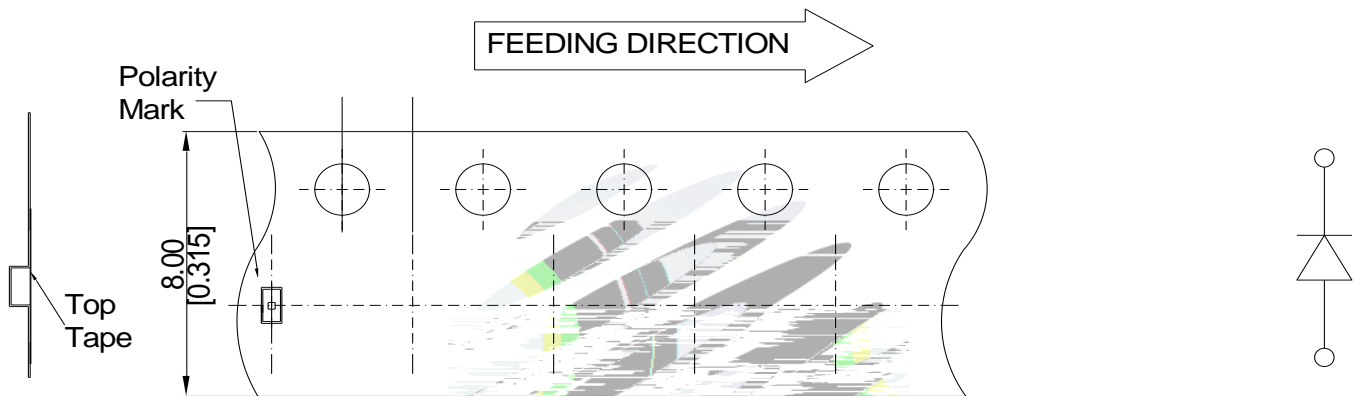 FEEDING DIRECTION
Polarity
Mark
8.00
[0.315]
Top
Tape